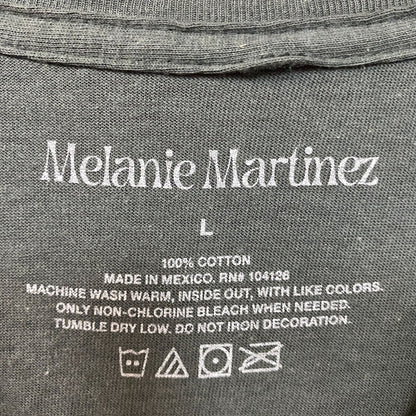 Melanie Martinez
L
100% COTTON
MADE IN MEXICO. RN# 104126
MACHINE WASH WARM, INSIDE OUT, WITH LIKE COLORS.
ONLY NON-CHLORINE BLEACH WHEN NEEDED.
TUMBLE DRY LOW. DO NOT IRON DECORATION.